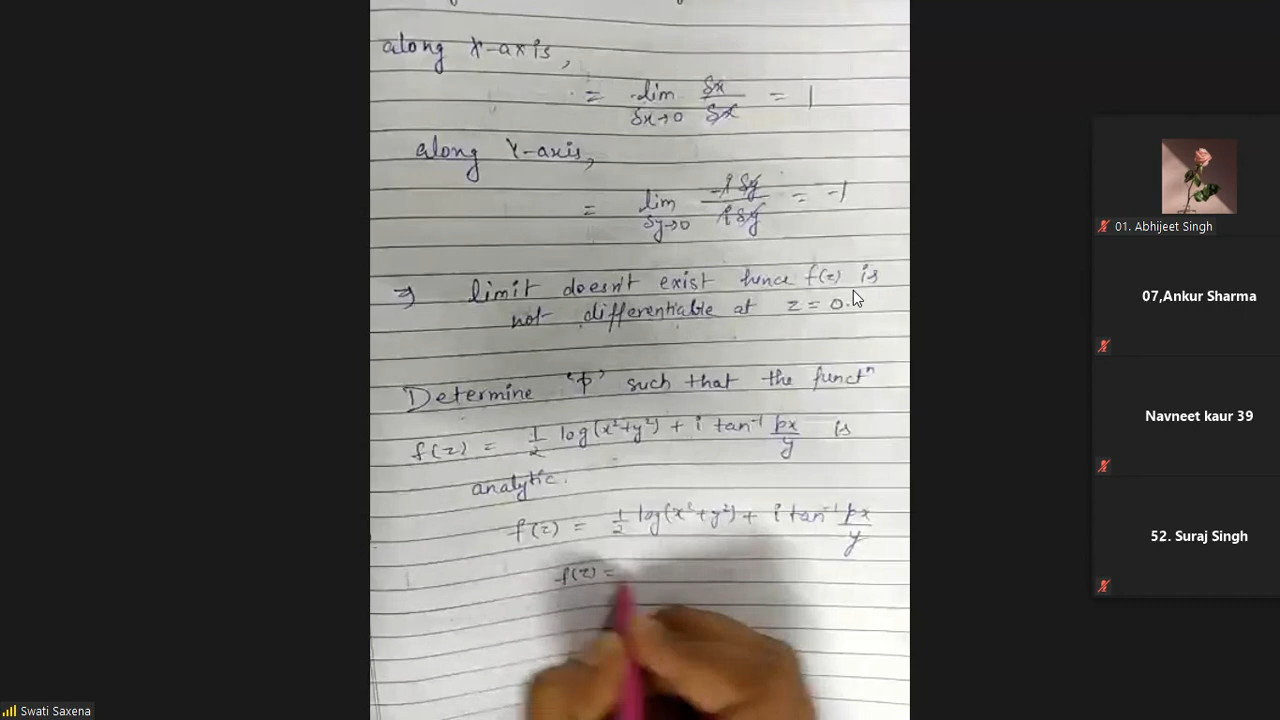 along X-axis,
= lim δx→0 δx/δx = 1
along Y-axis,
= lim δy→0 -iδy/iδy = -1
⇒ limit doesn't exist hence f(z) is
not differentiable at z = 0.
Determine 'p' such that the functⁿ
f(z) = 1/2 log(x²+y²) + i tan⁻¹ px/y is
analytic.
f(z) = 1/2 log(x²+y²) + i tan⁻¹ px/y
f(z) =
01. Abhijeet Singh
07,Ankur Sharma
Navneet kaur 39
52. Suraj Singh
Swati Saxena